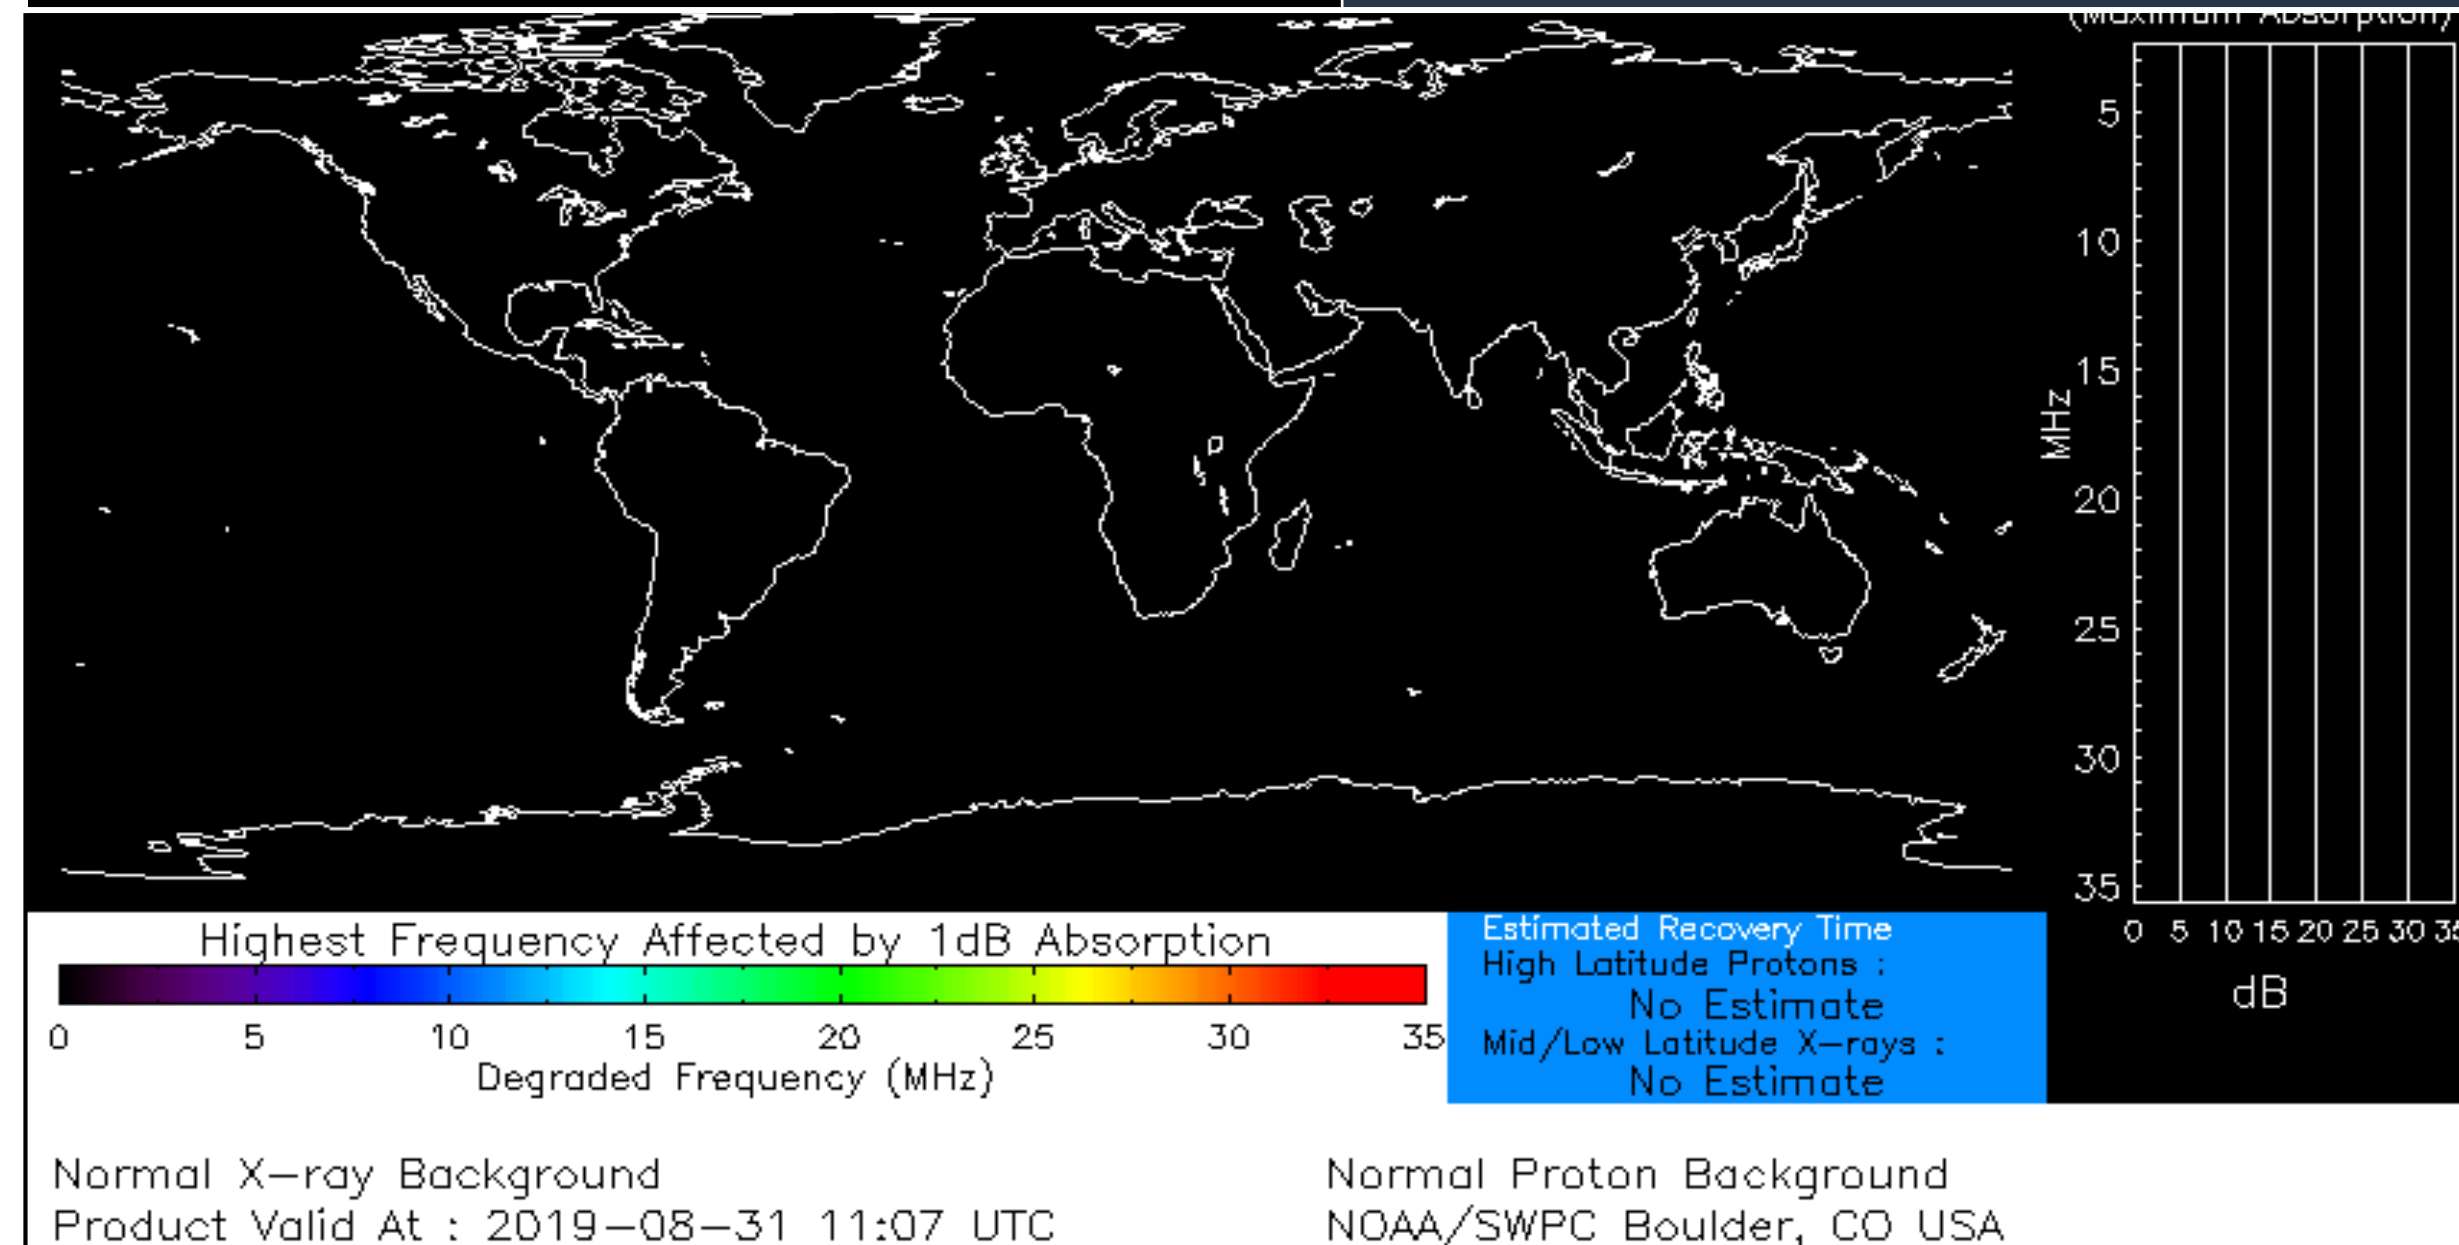 (Maximum Absorption)
5
10
15
20
25
30
35
MHz
0 5 10 15 20 25 30 35
dB
Highest Frequency Affected by 1dB Absorption
0 5 10 15 20 25 30 35
Degraded Frequency (MHz)
Estimated Recovery Time
High Latitude Protons :
No Estimate
Mid/Low Latitude X-rays :
No Estimate
Normal X-ray Background
Product Valid At : 2019-08-31 11:07 UTC
Normal Proton Background
NOAA/SWPC Boulder, CO USA